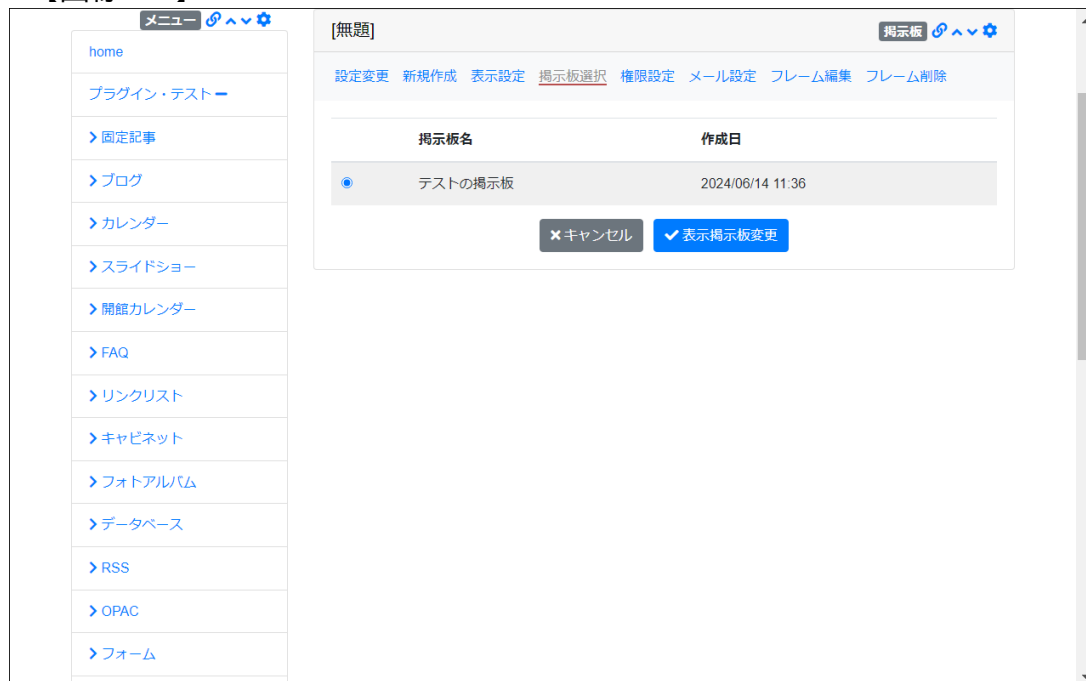 メニュー
home
プラグイン・テスト
固定記事
ブログ
カレンダー
スライドショー
開館カレンダー
FAQ
リンクリスト
キャビネット
フォトアルバム
データベース
RSS
OPAC
フォーム
[無題] 掲示板
設定変更 新規作成 表示設定 掲示板選択 権限設定 メール設定 フレーム編集 フレーム削除
掲示板名 作成日
テストの掲示板 2024/06/14 11:36
キャンセル 表示掲示板変更